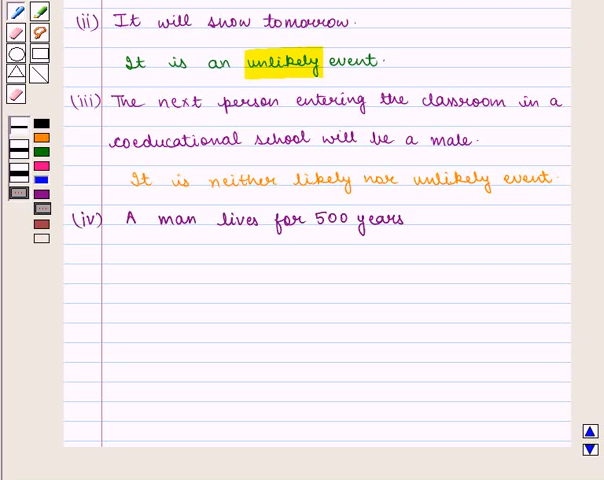 (ii) It will snow tomorrow.
It is an unlikely event.
(iii) The next person entering the classroom in a
coeducational school will be a male.
It is neither likely nor unlikely event.
(iv) A man lives for 500 years